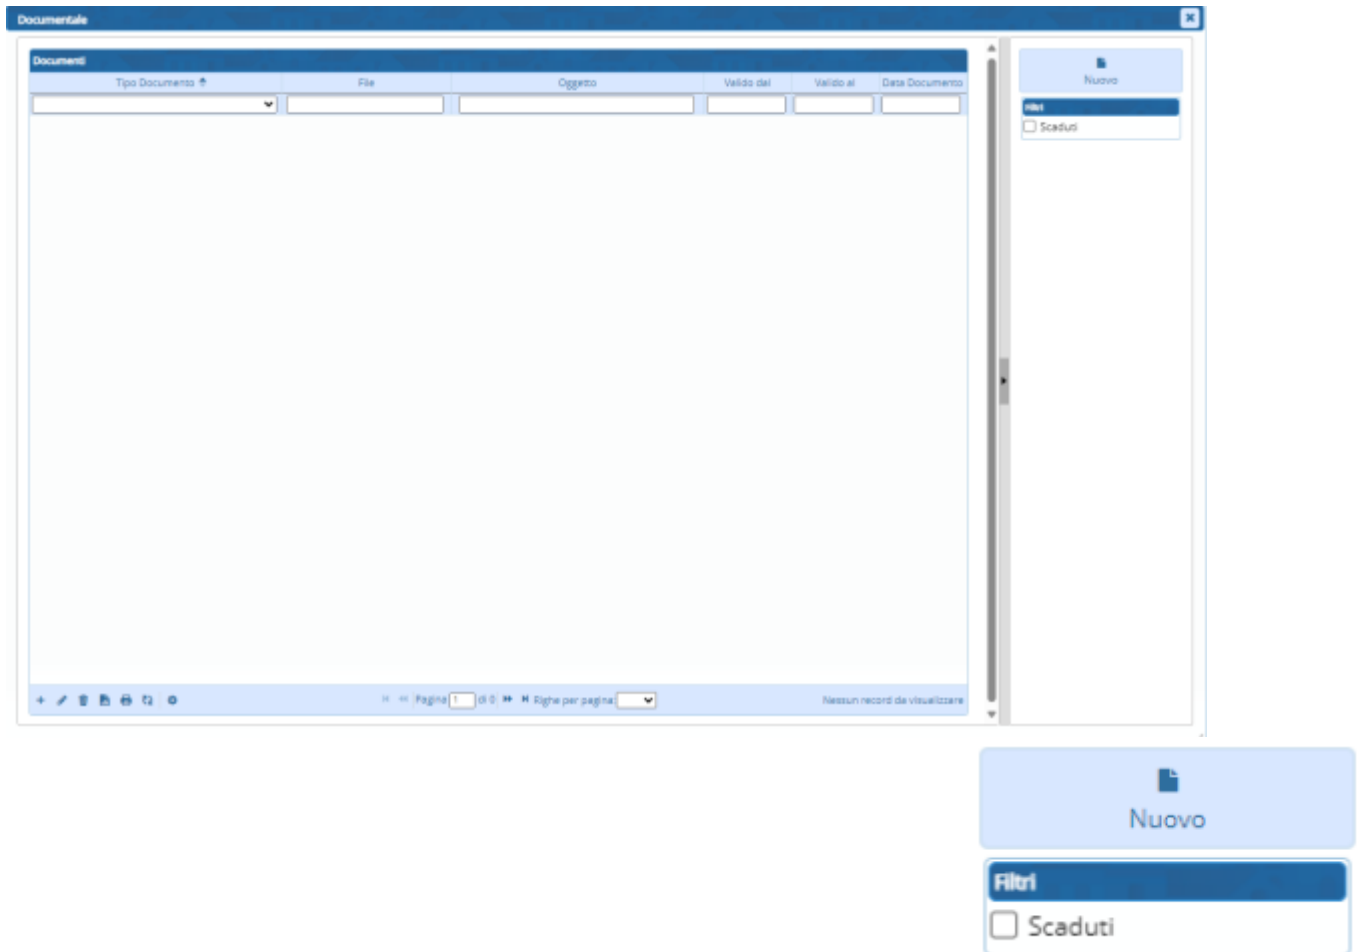 Documentale
Documenti
Tipo Documento File Oggetto Valido dal Valido al Data Documento
Pagina 1 di 0 Righe per pagina: Nessun record da visualizzare
Nuovo
Filtri
Scaduti
Nuovo
Filtri
Scaduti